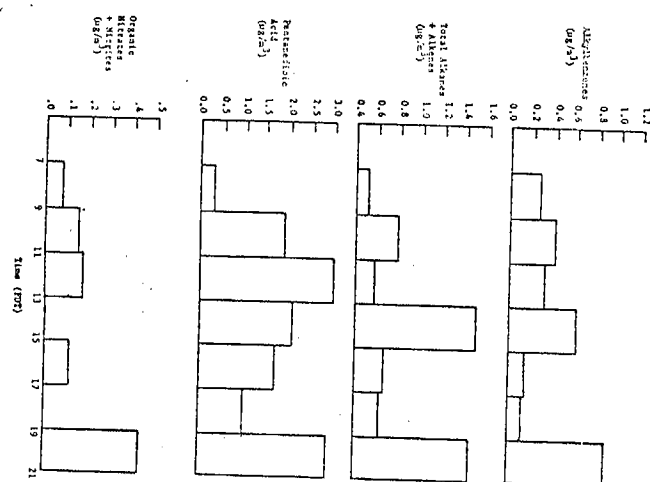 Organic
Nitrates
+ Nitrites
(µg/m³)
0.0
0.1
.2
0.3
.4
.5
7
9
11
13
15
17
19
21
Time (PDT)
Pentanedioic
Acid
(µg/m³)
0.0
0.5
1.0
1.5
2.0
2.5
3.0
Total Alkanes
+ Alkenes
(µg/m³)
0.4
0.6
0.8
1.0
1.2
1.4
1.6
Alkylbenzenes
(µg/m³)
0.0
0.2
0.4
0.6
0.8
1.0
1.2